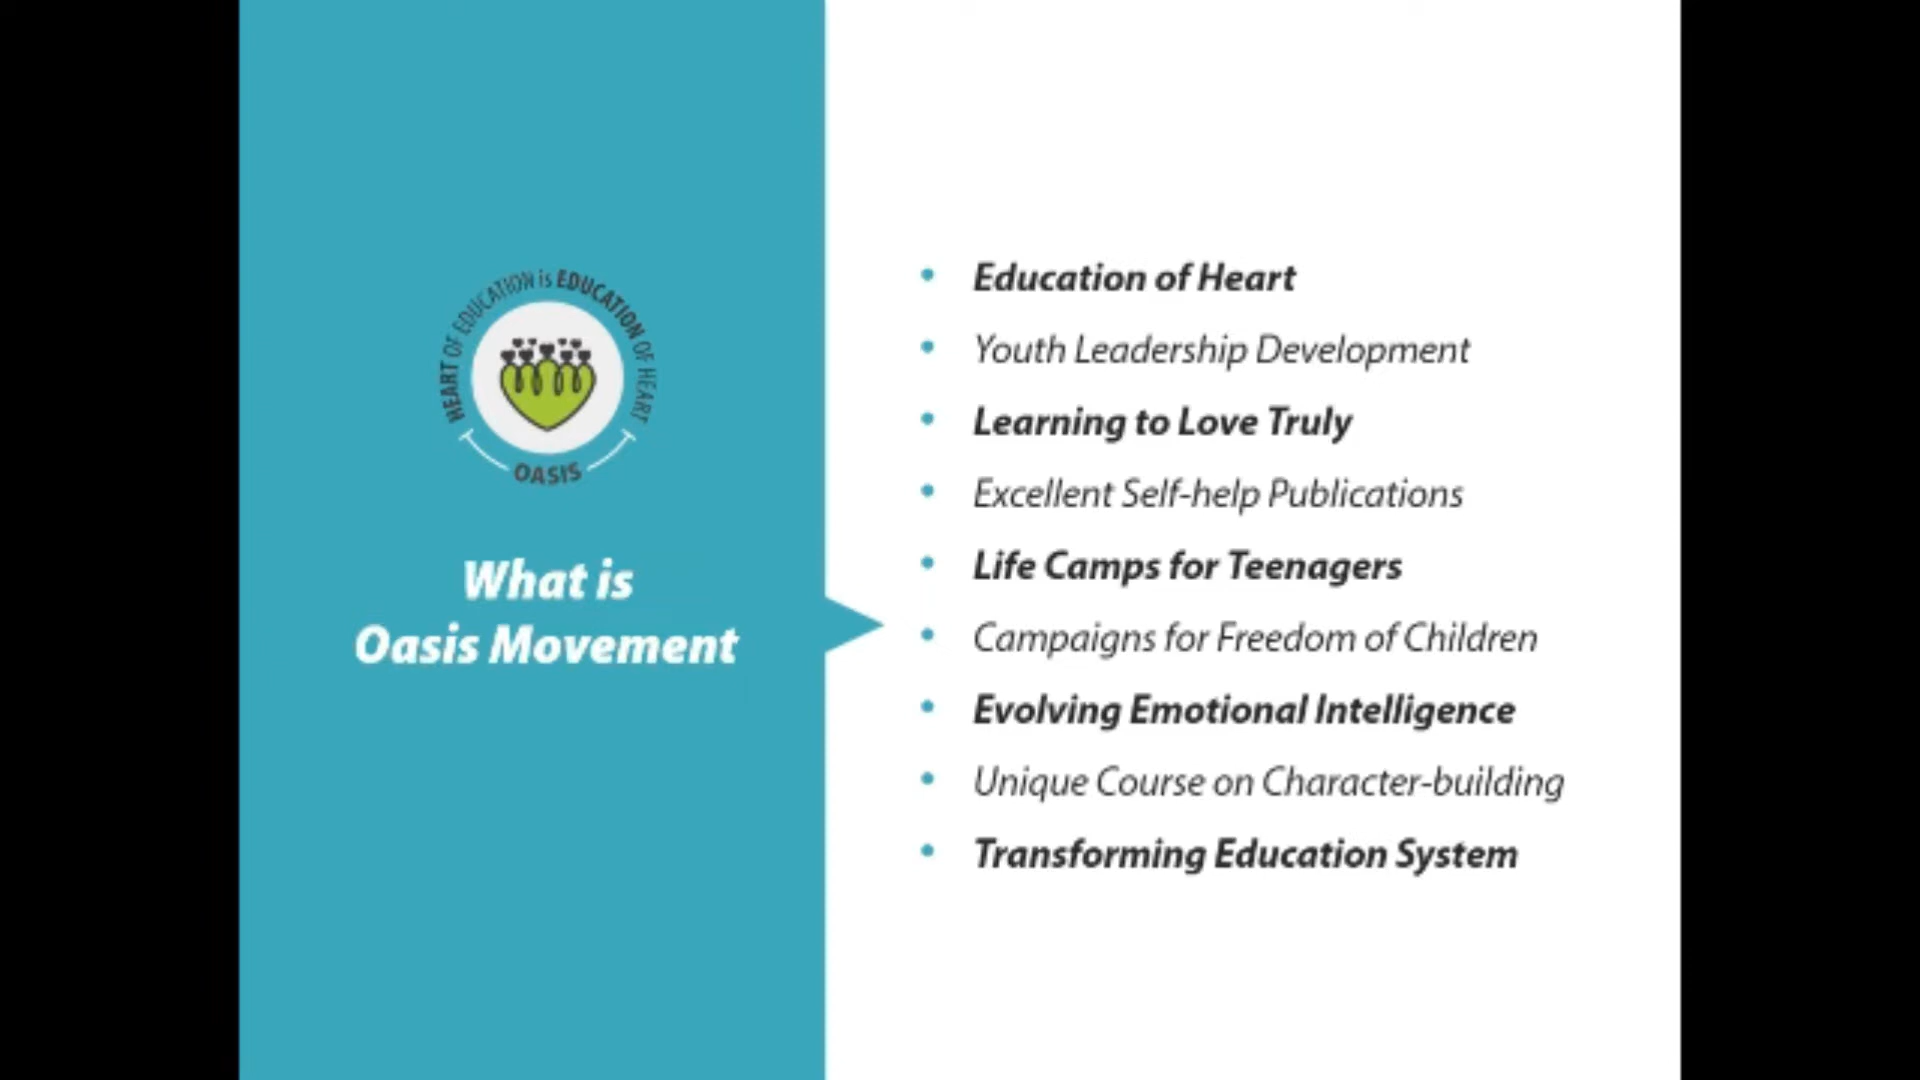 HEART OF EDUCATION is EDUCATION OF HEART
OASIS
What is
Oasis Movement
• Education of Heart
• Youth Leadership Development
• Learning to Love Truly
• Excellent Self-help Publications
• Life Camps for Teenagers
• Campaigns for Freedom of Children
• Evolving Emotional Intelligence
• Unique Course on Character-building
• Transforming Education System